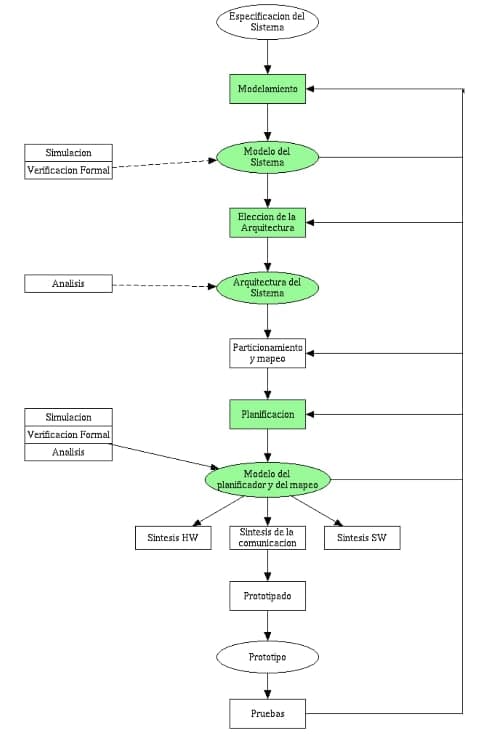 Especificacion del
Sistema
Modelamiento
Simulacion
Verificacion Formal
Modelo del
Sistema
Eleccion de la
Arquitectura
Analisis
Arquitectura del
Sistema
Particionamiento
y mapeo
Planificacion
Simulacion
Verificacion Formal
Analisis
Modelo del
planificador y del mapeo
Sintesis HW
Sintesis de la
comunicacion
Sintesis SW
Prototipado
Prototipo
Pruebas